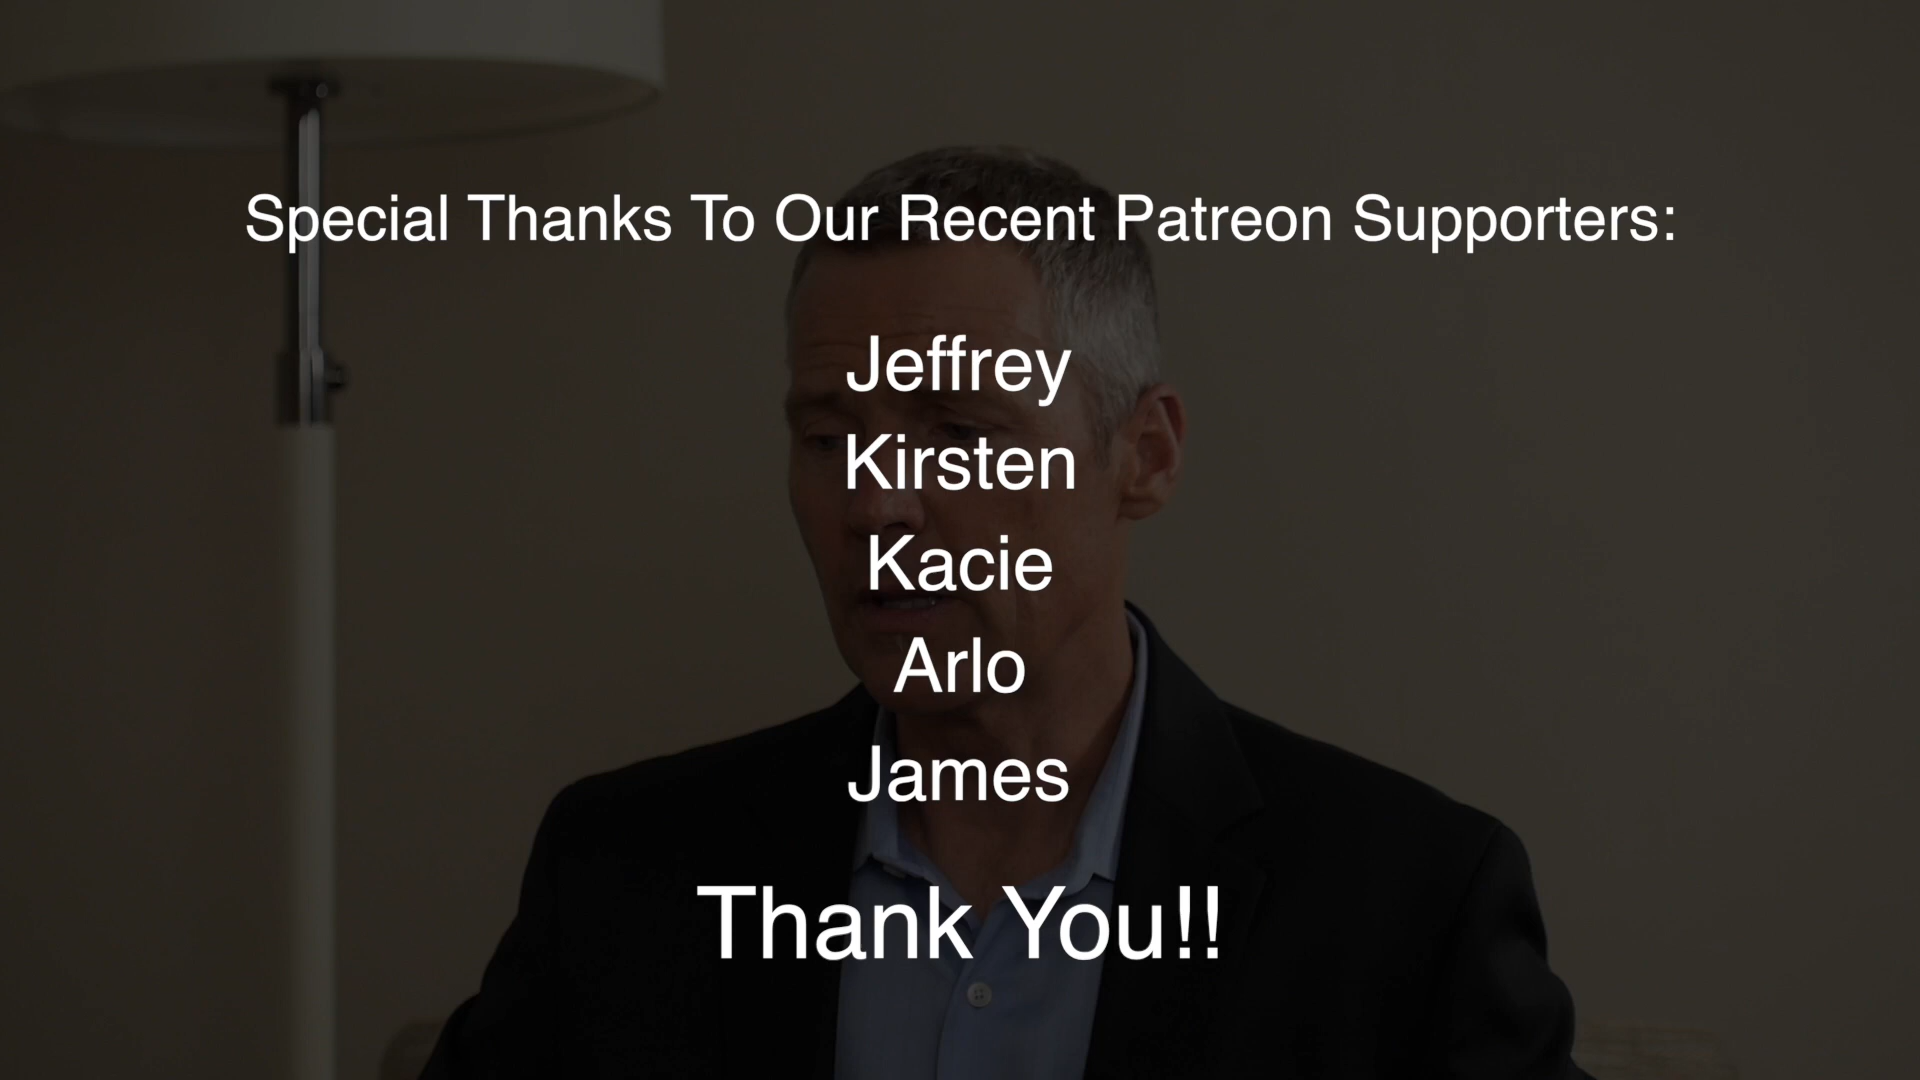 Special Thanks To Our Recent Patreon Supporters:
Jeffrey
Kirsten
Kacie
Arlo
James
Thank You!!